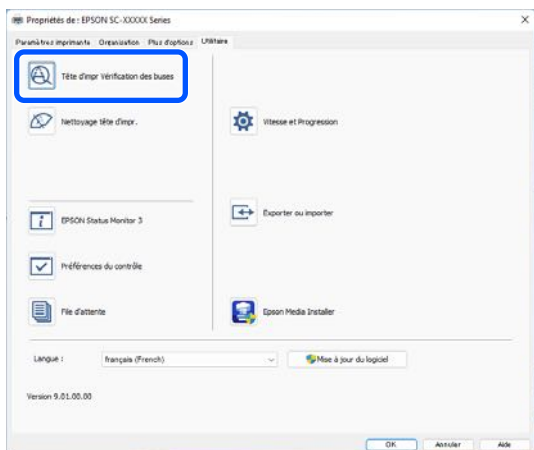 Propriétés de : EPSON SC-XXXXX Series
Paramètres imprimante Organisation Plus d'options Utilitaire
Tête d'impr Vérification des buses
Nettoyage tête d'impr.
Vitesse et Progression
EPSON Status Monitor 3
Exporter ou importer
Préférences du contrôle
File d'attente
Epson Media Installer
Langue :
français (French)
Mise à jour du logiciel
Version 9.01.00.00
OK Annuler Aide